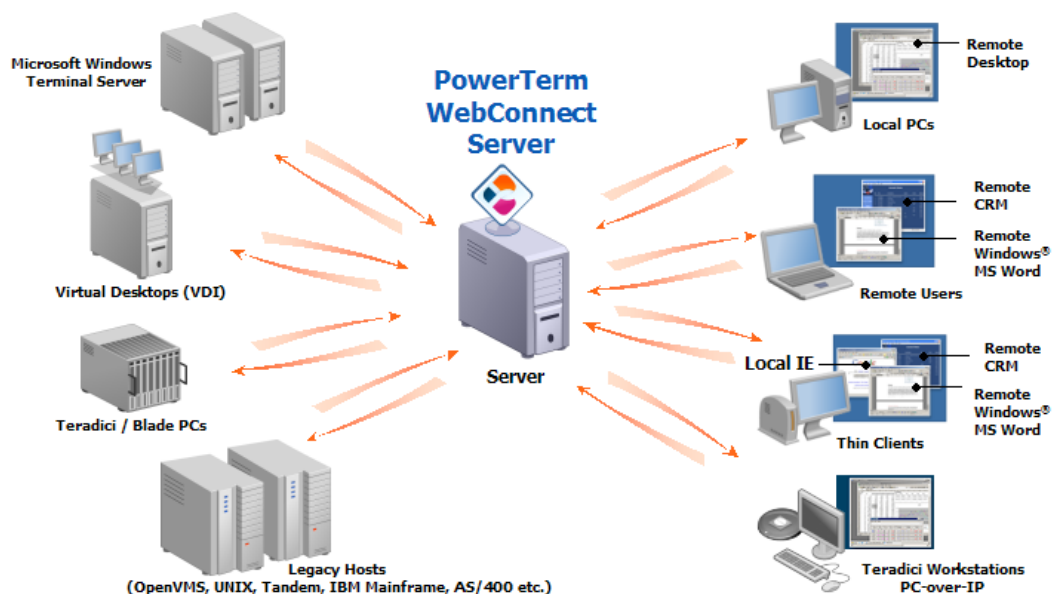 Microsoft Windows
Terminal Server
Virtual Desktops (VDI)
Teradici / Blade PCs
Legacy Hosts
(OpenVMS, UNIX, Tandem, IBM Mainframe, AS/400 etc.)
PowerTerm
WebConnect
Server
Server
Remote
Desktop
Local PCs
Remote
CRM
Remote
Windows®
MS Word
Remote Users
Local IE
Remote
CRM
Remote
Windows®
MS Word
Thin Clients
Teradici Workstations
PC-over-IP